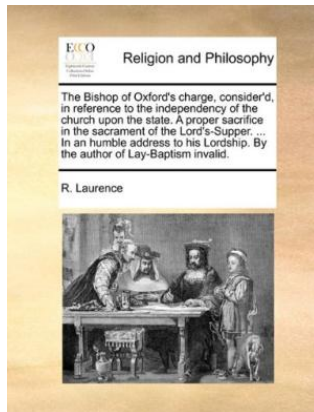 ECCO
Religion and Philosophy
The Bishop of Oxford's charge, consider'd,
in reference to the independency of the
church upon the state. A proper sacrifice
in the sacrament of the Lord's-Supper. ...
In an humble address to his Lordship. By
the author of Lay-Baptism invalid.
R. Laurence